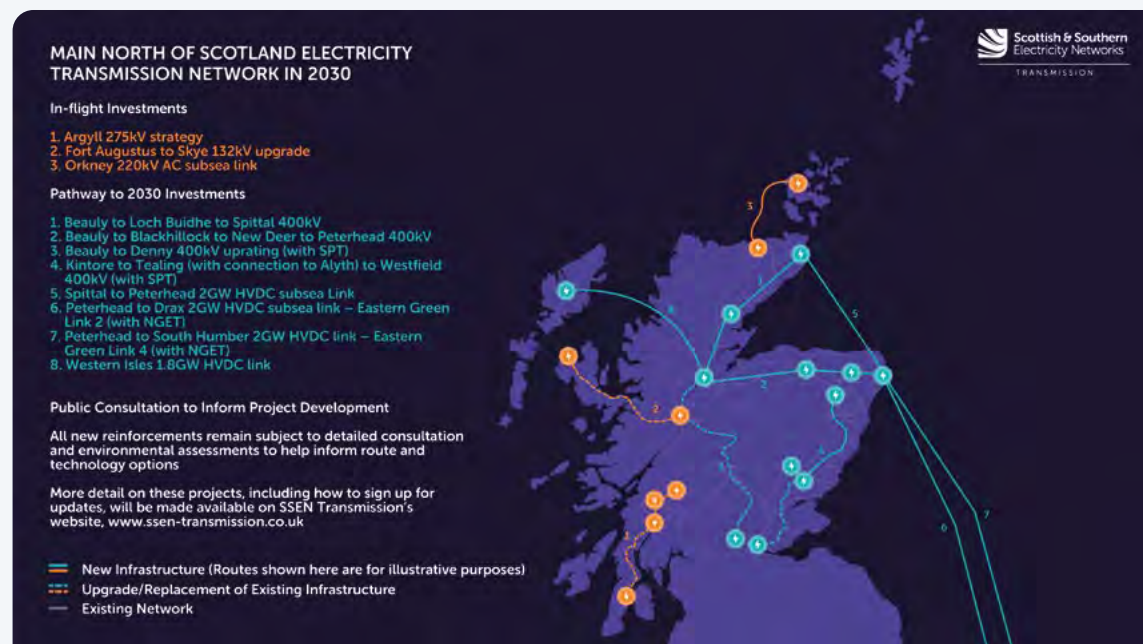 MAIN NORTH OF SCOTLAND ELECTRICITY
TRANSMISSION NETWORK IN 2030
Scottish & Southern
Electricity Networks
TRANSMISSION
In-flight Investments
1. Argyll 275kV strategy
2. Fort Augustus to Skye 132kV upgrade
3. Orkney 220kV AC subsea link
Pathway to 2030 Investments
1. Beauly to Loch Buidhe to Spittal 400kV
2. Beauly to Blackhillock to New Deer to Peterhead 400kV
3. Beauly to Denny 400kV uprating (with SPT)
4. Kintore to Tealing (with connection to Alyth) to Westfield
400kV (with SPT)
5. Spittal to Peterhead 2GW HVDC subsea Link
6. Peterhead to Drax 2GW HVDC subsea link – Eastern Green
Link 2 (with NGET)
7. Peterhead to South Humber 2GW HVDC link – Eastern
Green Link 4 (with NGET)
8. Western Isles 1.8GW HVDC link
Public Consultation to Inform Project Development
All new reinforcements remain subject to detailed consultation
and environmental assessments to help inform route and
technology options
More detail on these projects, including how to sign up for
updates, will be made available on SSEN Transmission's
website, www.ssen-transmission.co.uk
New Infrastructure (Routes shown here are for illustrative purposes)
Upgrade/Replacement of Existing Infrastructure
Existing Network
3
1
8
5
2
2
4
3
1
7
6